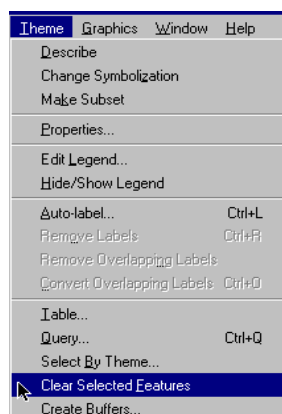 Theme Graphics Window Help
Describe
Change Symbolization
Make Subset
Properties...
Edit Legend...
Hide/Show Legend
Auto-label... Ctrl+L
Remove Labels Ctrl+R
Remove Overlapping Labels
Convert Overlapping Labels Ctrl+O
Table...
Query... Ctrl+Q
Select By Theme...
Clear Selected Features
Create Buffers...